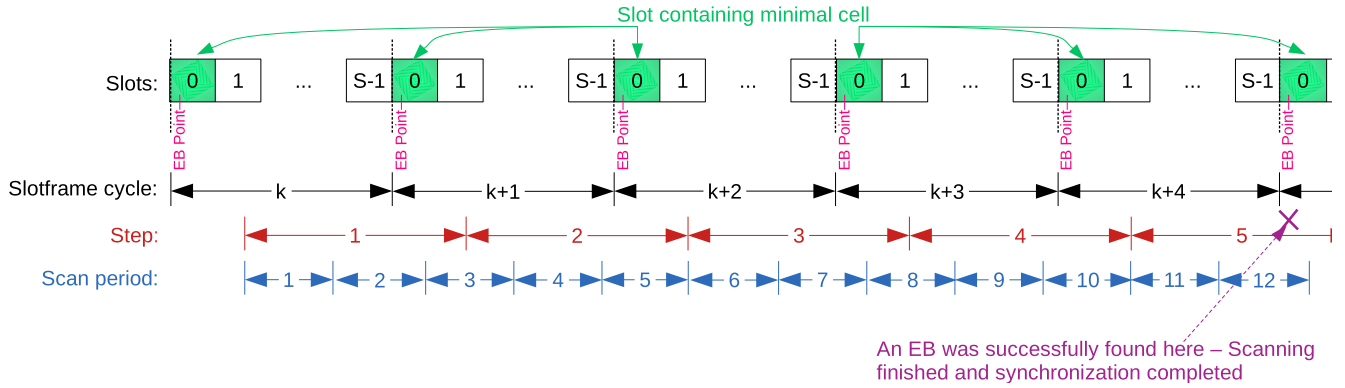 Slot containing minimal cell
Slots: 0 1 ... S-1 0 1 ... S-1 0 1 ... S-1 0 1 ... S-1 0 1 ... S-1 0
EB Point EB Point EB Point EB Point EB Point EB Point
Slotframe cycle: k k+1 k+2 k+3 k+4
Step: 1 2 3 4 5
Scan period: 1 2 3 4 5 6 7 8 9 10 11 12
An EB was successfully found here – Scanning
finished and synchronization completed